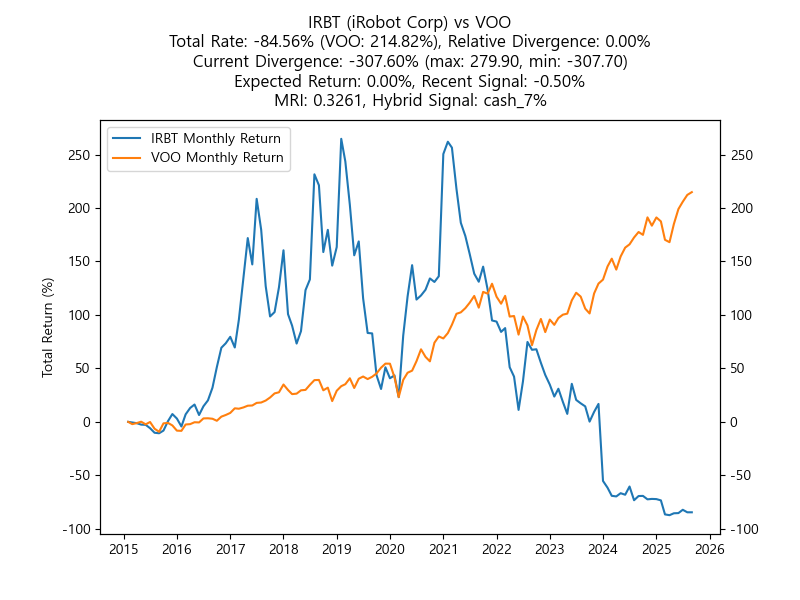 IRBT (iRobot Corp) vs VOO
Total Rate: -84.56% (VOO: 214.82%), Relative Divergence: 0.00%
Current Divergence: -307.60% (max: 279.90, min: -307.70)
Expected Return: 0.00%, Recent Signal: -0.50%
MRI: 0.3261, Hybrid Signal: cash_7%
IRBT Monthly Return
VOO Monthly Return
Total Return (%)
250
200
150
100
50
0
-50
-100
250
200
150
100
50
0
-50
-100
2015 2016 2017 2018 2019 2020 2021 2022 2023 2024 2025 2026